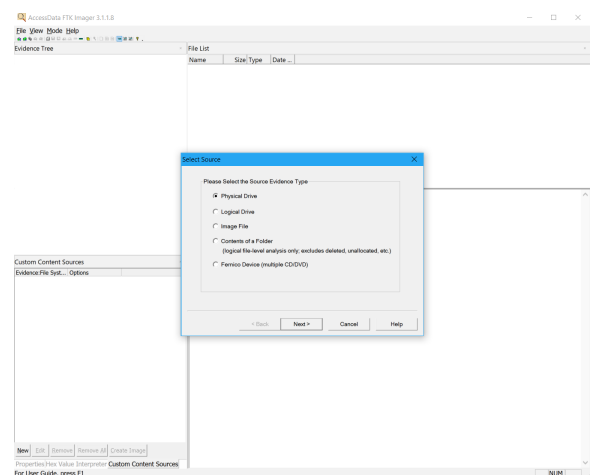 AccessData FTK Imager 3.1.1.8
File View Mode Help
Evidence Tree
File List
Name Size Type Date ...
Select Source
Please Select the Source Evidence Type
Physical Drive
Logical Drive
Image File
Contents of a Folder
(logical file-level analysis only; excludes deleted, unallocated, etc.)
Fernico Device (multiple CD/DVD)
< Back Next > Cancel Help
Custom Content Sources
Evidence:File Syst... Options
New Edit Remove Remove All Create Image
Properties Hex Value Interpreter Custom Content Sources
For User Guide, press F1
NUM